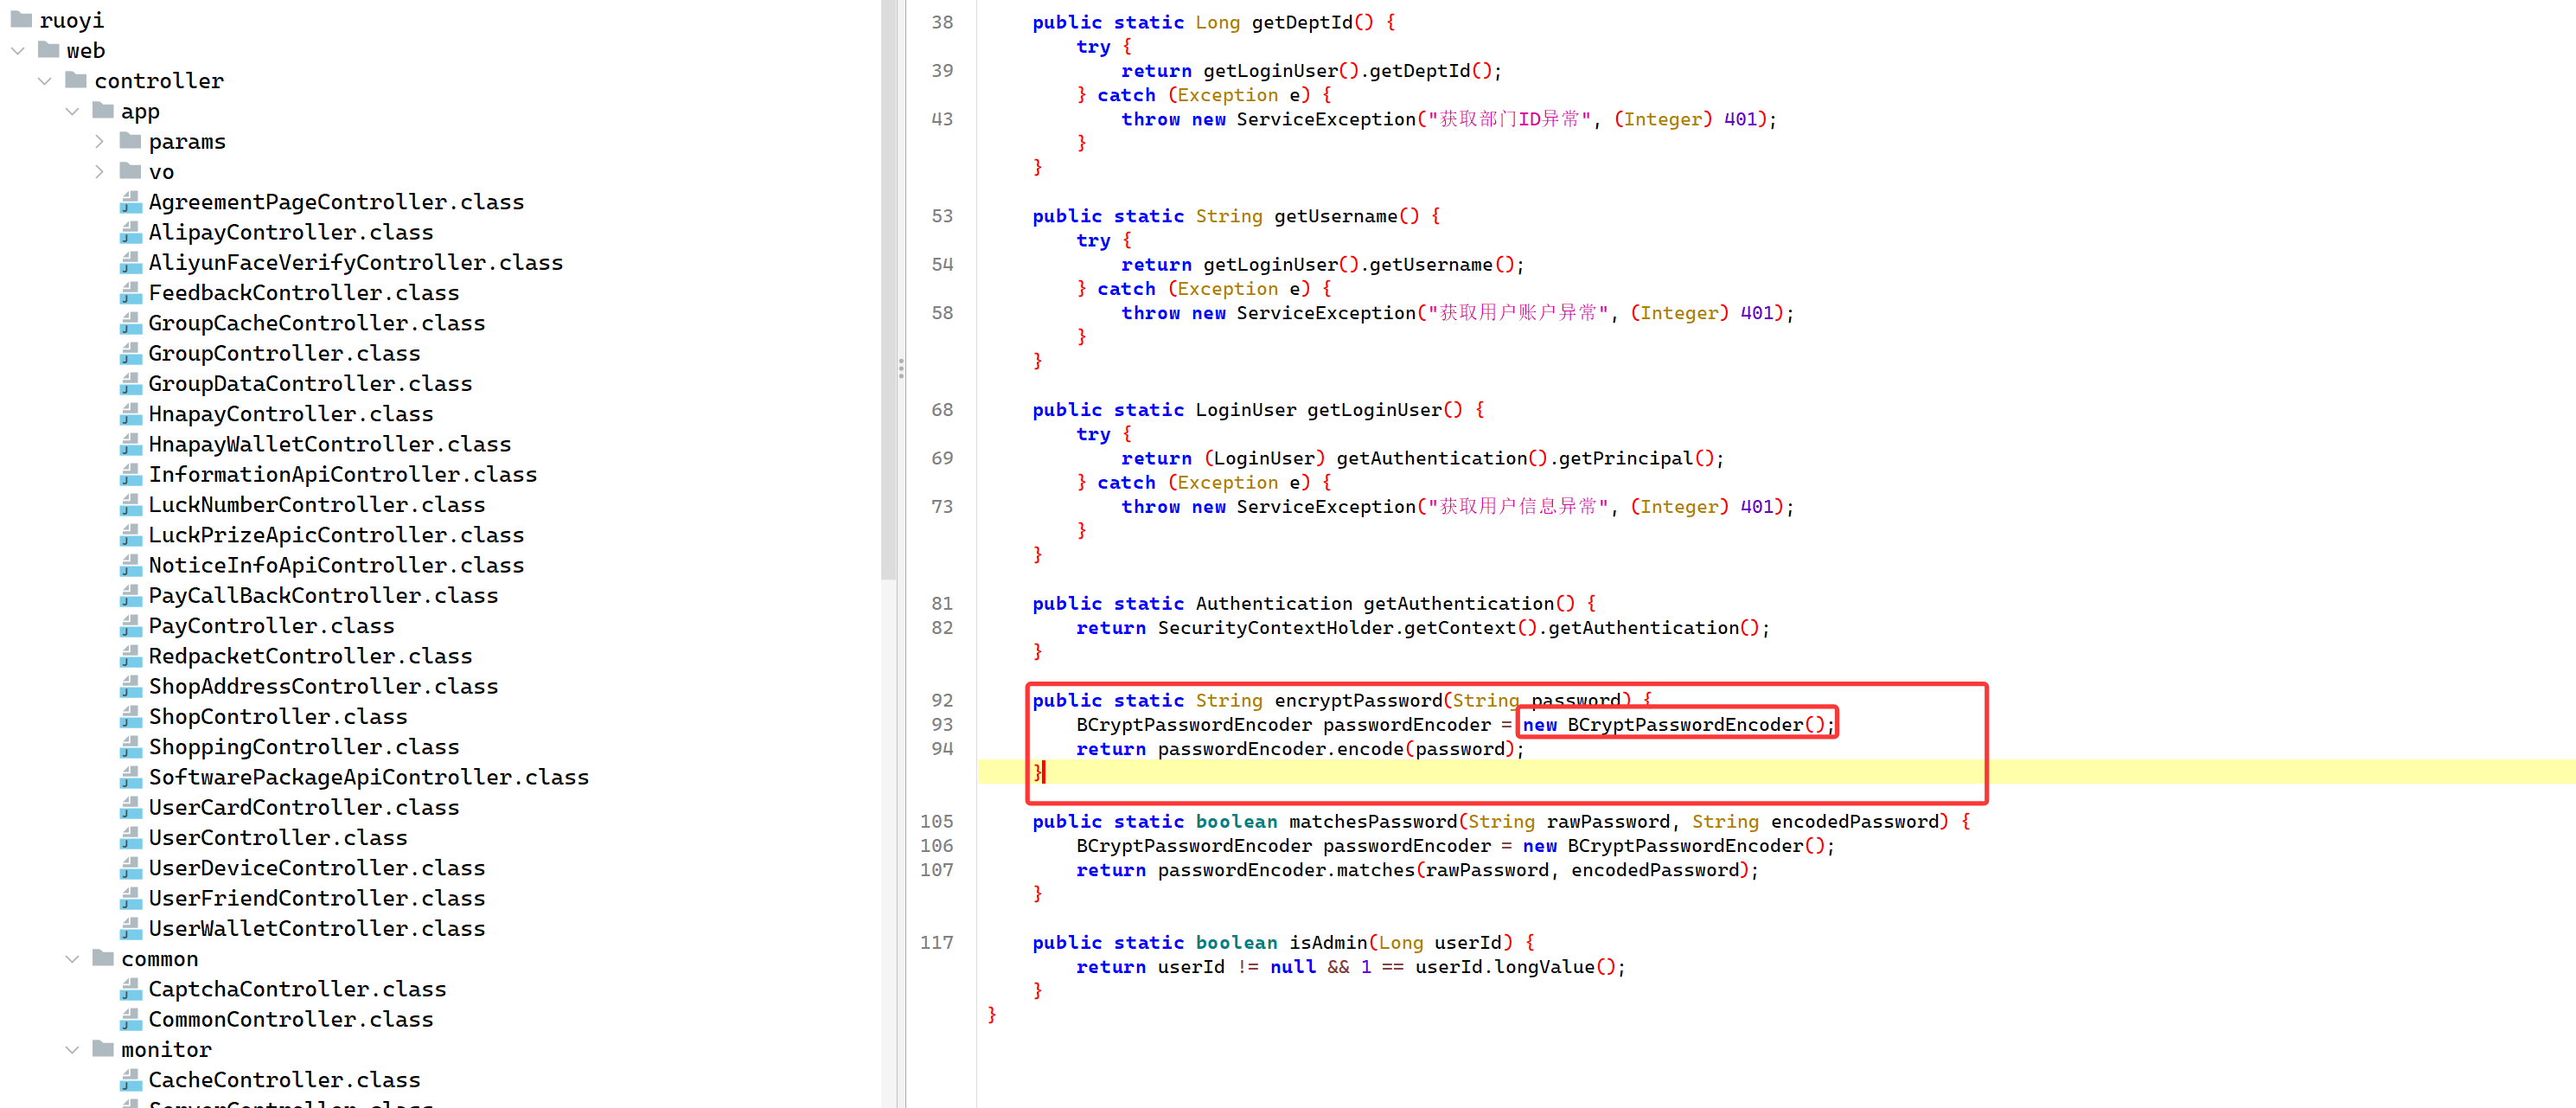 ruoyi
web
controller
app
params
vo
AgreementPageController.class
AlipayController.class
AliyunFaceVerifyController.class
FeedbackController.class
GroupCacheController.class
GroupController.class
GroupDataController.class
HnapayController.class
HnapayWalletController.class
InformationApiController.class
LuckNumberController.class
LuckPrizeApicController.class
NoticeInfoApiController.class
PayCallBackController.class
PayController.class
RedpacketController.class
ShopAddressController.class
ShopController.class
ShoppingController.class
SoftwarePackageApiController.class
UserCardController.class
UserController.class
UserDeviceController.class
UserFriendController.class
UserWalletController.class
common
CaptchaController.class
CommonController.class
monitor
CacheController.class
ServerController.class
38 public static Long getDeptId() {
try {
39 return getLoginUser().getDeptId();
} catch (Exception e) {
43 throw new ServiceException("获取部门ID异常", (Integer) 401);
}
}
53 public static String getUsername() {
try {
54 return getLoginUser().getUsername();
} catch (Exception e) {
58 throw new ServiceException("获取用户账户异常", (Integer) 401);
}
}
68 public static LoginUser getLoginUser() {
try {
69 return (LoginUser) getAuthentication().getPrincipal();
} catch (Exception e) {
73 throw new ServiceException("获取用户信息异常", (Integer) 401);
}
}
81 public static Authentication getAuthentication() {
82 return SecurityContextHolder.getContext().getAuthentication();
}
92 public static String encryptPassword(String password) {
93 BCryptPasswordEncoder passwordEncoder = new BCryptPasswordEncoder();
94 return passwordEncoder.encode(password);
}
105 public static boolean matchesPassword(String rawPassword, String encodedPassword) {
106 BCryptPasswordEncoder passwordEncoder = new BCryptPasswordEncoder();
107 return passwordEncoder.matches(rawPassword, encodedPassword);
}
117 public static boolean isAdmin(Long userId) {
return userId != null && 1 == userId.longValue();
}
}